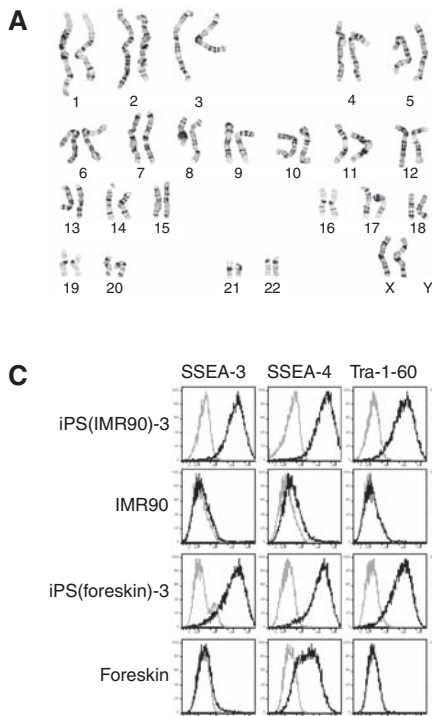 A
1 2 3 4 5
6 7 8 9 10 11 12
13 14 15 16 17 18
19 20 21 22 X Y
C
SSEA-3 SSEA-4 Tra-1-60
iPS(IMR90)-3
IMR90
iPS(foreskin)-3
Foreskin